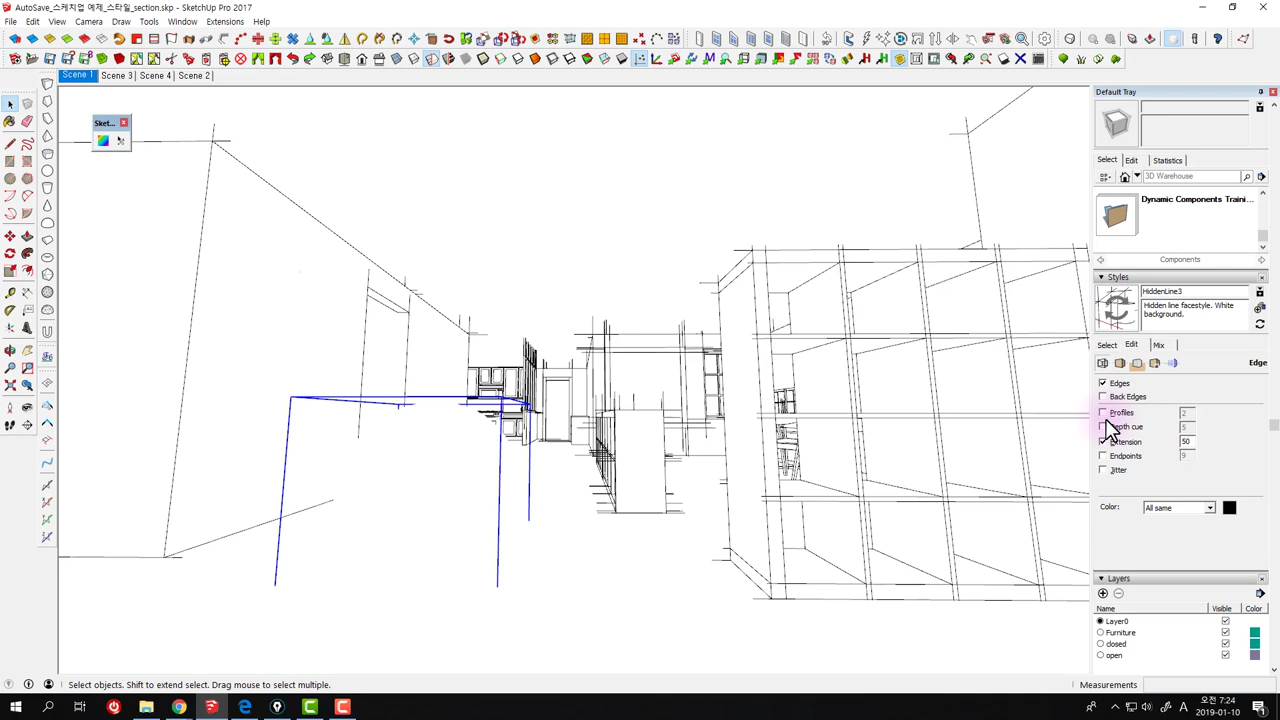 AutoSave_스케치업 예제_스타일_section.skp - SketchUp Pro 2017
File Edit View Camera Draw Tools Window Extensions Help
Scene 1 Scene 3 Scene 4 Scene 2
Default Tray
Sket...
Select Edit Statistics
3D Warehouse
Dynamic Components Traini...
Components
Styles
HiddenLine3
Hidden line facestyle. White
background.
Select Edit Mix
Edge
Edges
Back Edges
Profiles 2
Depth cue 5
Extension 50
Endpoints 9
Jitter
Color: All same
Layers
Name Visible Color
Layer0
Furniture
closed
open
Select objects. Shift to extend select. Drag mouse to select multiple.
Measurements
오전 7:24
2019-01-10